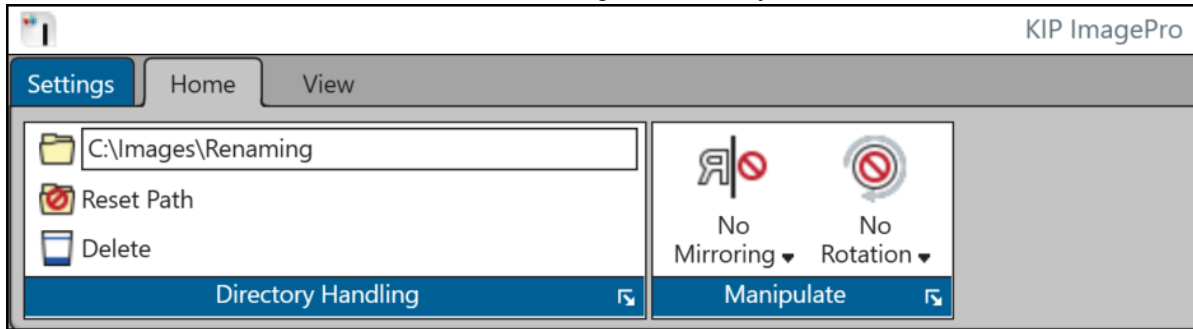 KIP ImagePro
Settings Home View
C:\Images\Renaming
Reset Path
Delete
No Mirroring
No Rotation
Directory Handling
Manipulate